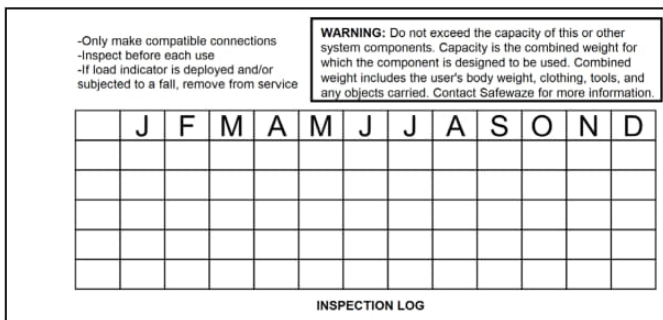 -Only make compatible connections
-Inspect before each use
-If load indicator is deployed and/or
subjected to a fall, remove from service
WARNING: Do not exceed the capacity of this or other
system components. Capacity is the combined weight for
which the component is designed to be used. Combined
weight includes the user's body weight, clothing, tools, and
any objects carried. Contact Safewaze for more information.
J F M A M J J A S O N D
INSPECTION LOG